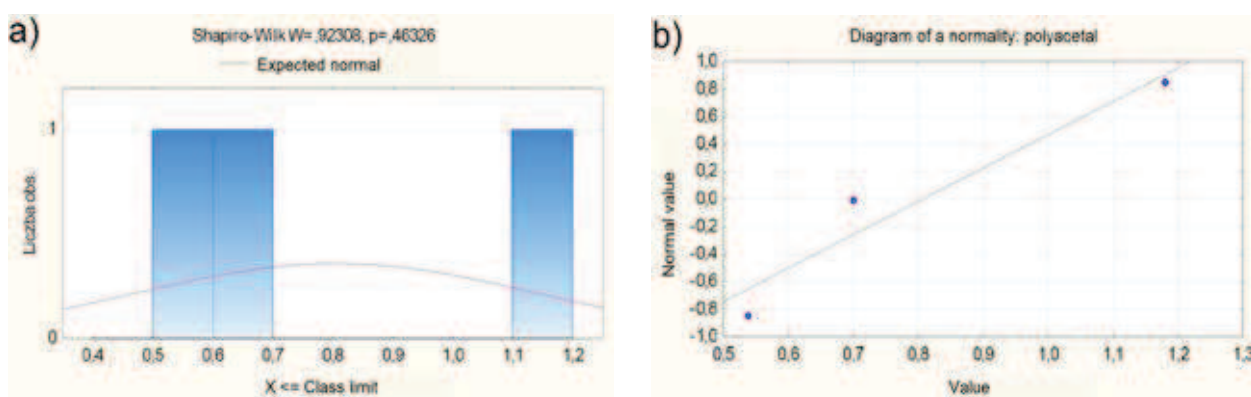 a)
Shapiro-Wilk W= ,92308, p= ,46326
Expected normal
Liczba obs.
1
0
0,4 0,5 0,6 0,7 0,8 0,9 1,0 1,1 1,2
X <= Class limit
b)
Diagram of a normality: polyacetal
Normal value
1,0
0,8
0,6
0,4
0,2
0,0
-0,2
-0,4
-0,6
-0,8
-1,0
0,5 0,6 0,7 0,8 0,9 1,0 1,1 1,2 1,3
Value